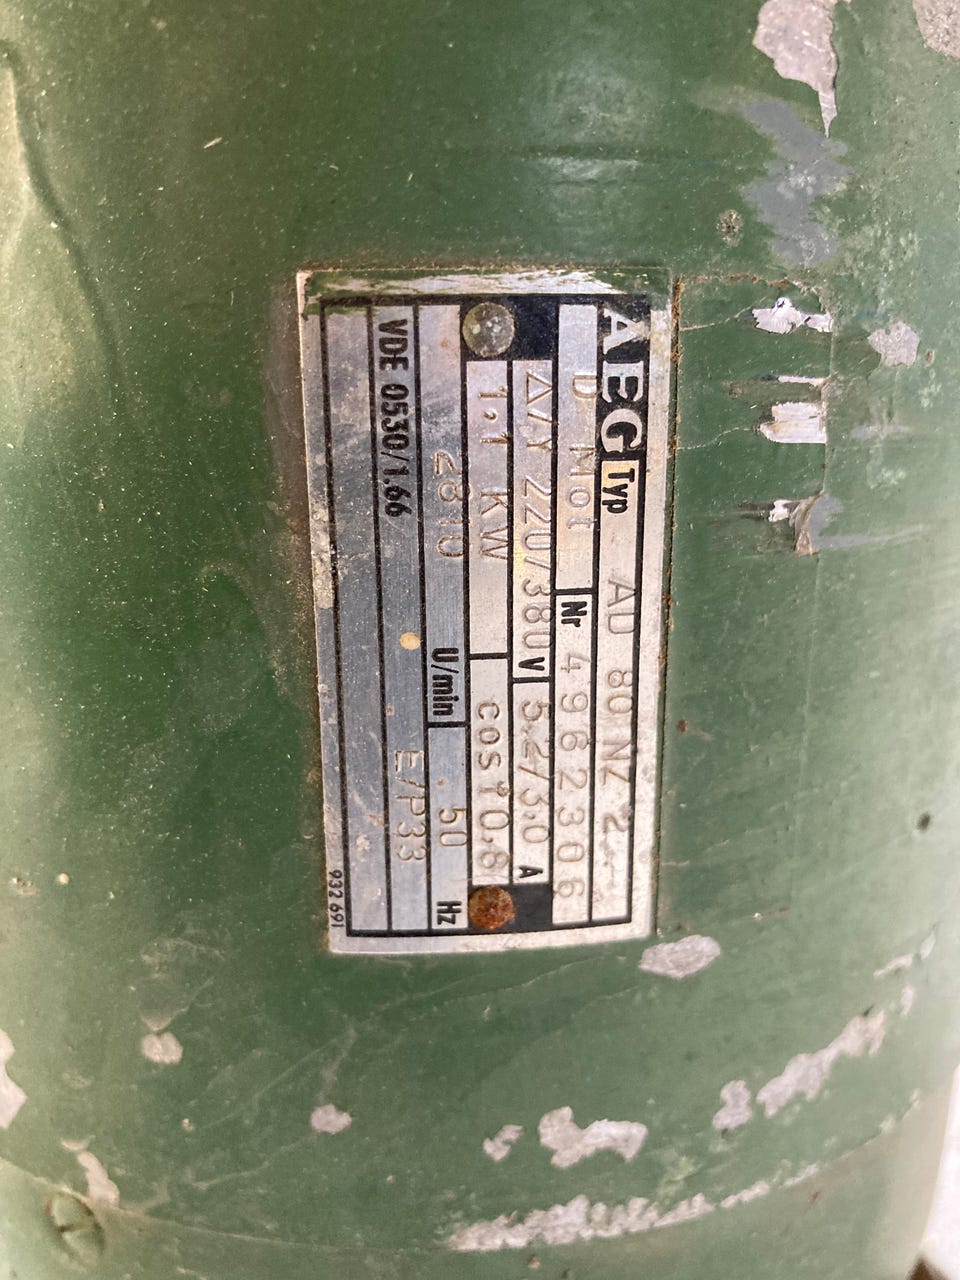 AEG Typ AD 80 NZ 2
D Mot Nr 4962306
Δ/Y 220/380 V 5.2/3,0 A
1,1 KW cos φ 0,8
2810 U/min 50 Hz
VDE 0530/1.66 E/P33
932 691